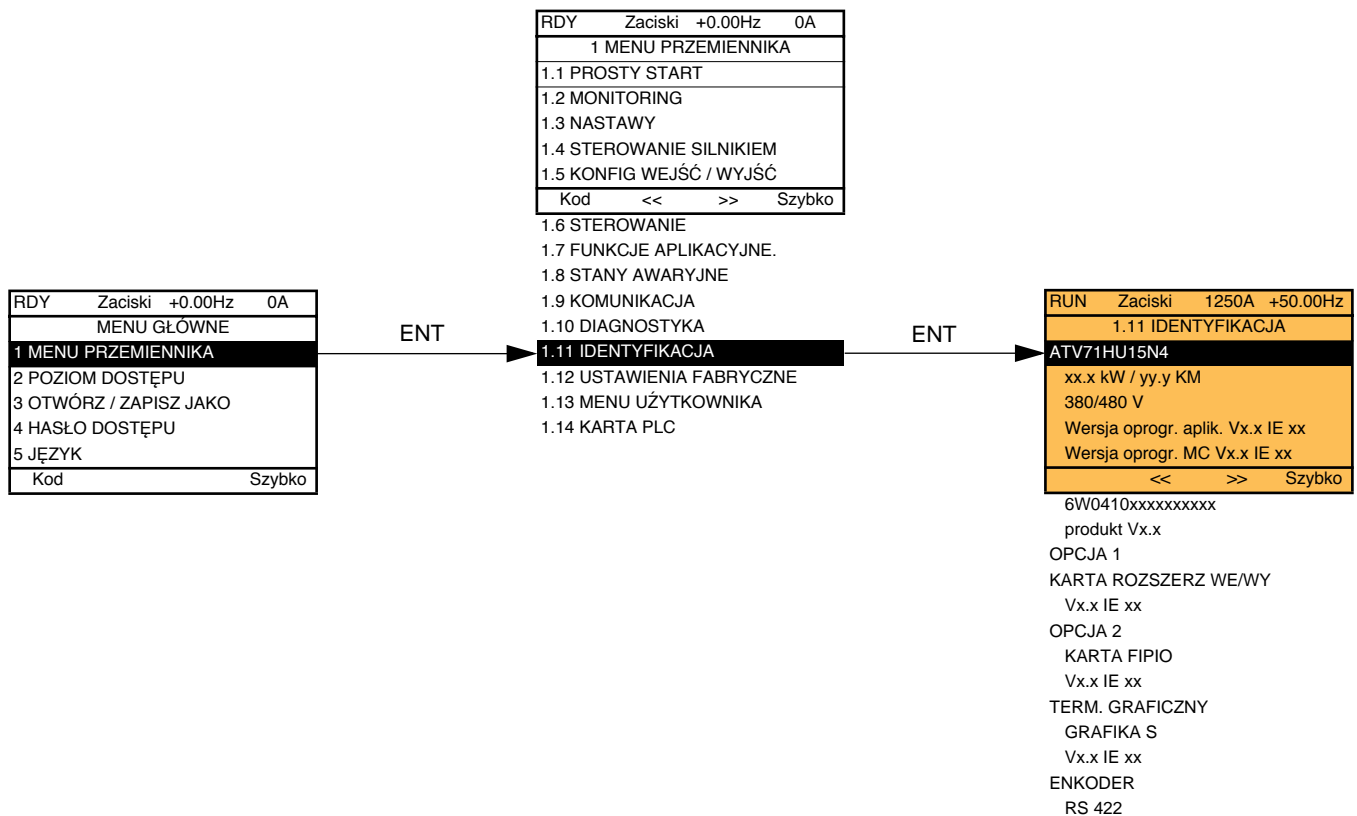 RDY Zaciski +0.00Hz 0A
1 MENU PRZEMIENNIKA
1.1 PROSTY START
1.2 MONITORING
1.3 NASTAWY
1.4 STEROWANIE SILNIKIEM
1.5 KONFIG WEJŚĆ / WYJŚĆ
Kod << >> Szybko
1.6 STEROWANIE
1.7 FUNKCJE APLIKACYJNE.
1.8 STANY AWARYJNE
1.9 KOMUNIKACJA
1.10 DIAGNOSTYKA
1.11 IDENTYFIKACJA
1.12 USTAWIENIA FABRYCZNE
1.13 MENU UŹYTKOWNIKA
1.14 KARTA PLC
RDY Zaciski +0.00Hz 0A
MENU GŁÓWNE
1 MENU PRZEMIENNIKA
2 POZIOM DOSTĘPU
3 OTWÓRZ / ZAPISZ JAKO
4 HASŁO DOSTĘPU
5 JĘZYK
Kod Szybko
ENT
ENT
RUN Zaciski 1250A +50.00Hz
1.11 IDENTYFIKACJA
ATV71HU15N4
xx.x kW / yy.y KM
380/480 V
Wersja oprogr. aplik. Vx.x IE xx
Wersja oprogr. MC Vx.x IE xx
<< >> Szybko
6W0410xxxxxxxxxx
produkt Vx.x
OPCJA 1
KARTA ROZSZERZ WE/WY
Vx.x IE xx
OPCJA 2
KARTA FIPIO
Vx.x IE xx
TERM. GRAFICZNY
GRAFIKA S
Vx.x IE xx
ENKODER
RS 422